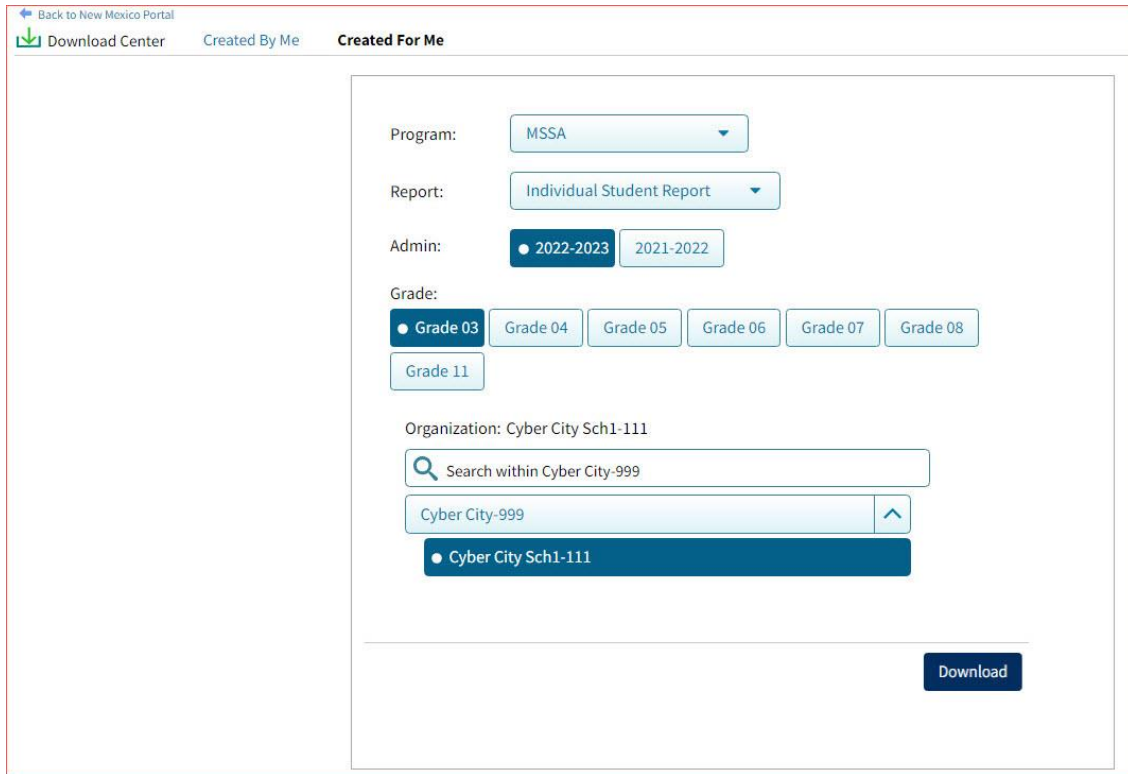 Back to New Mexico Portal
Download Center Created By Me Created For Me
Program: MSSA
Report: Individual Student Report
Admin: 2022-2023 2021-2022
Grade:
Grade 03 Grade 04 Grade 05 Grade 06 Grade 07 Grade 08
Grade 11
Organization: Cyber City Sch1-111
Search within Cyber City-999
Cyber City-999
Cyber City Sch1-111
Download